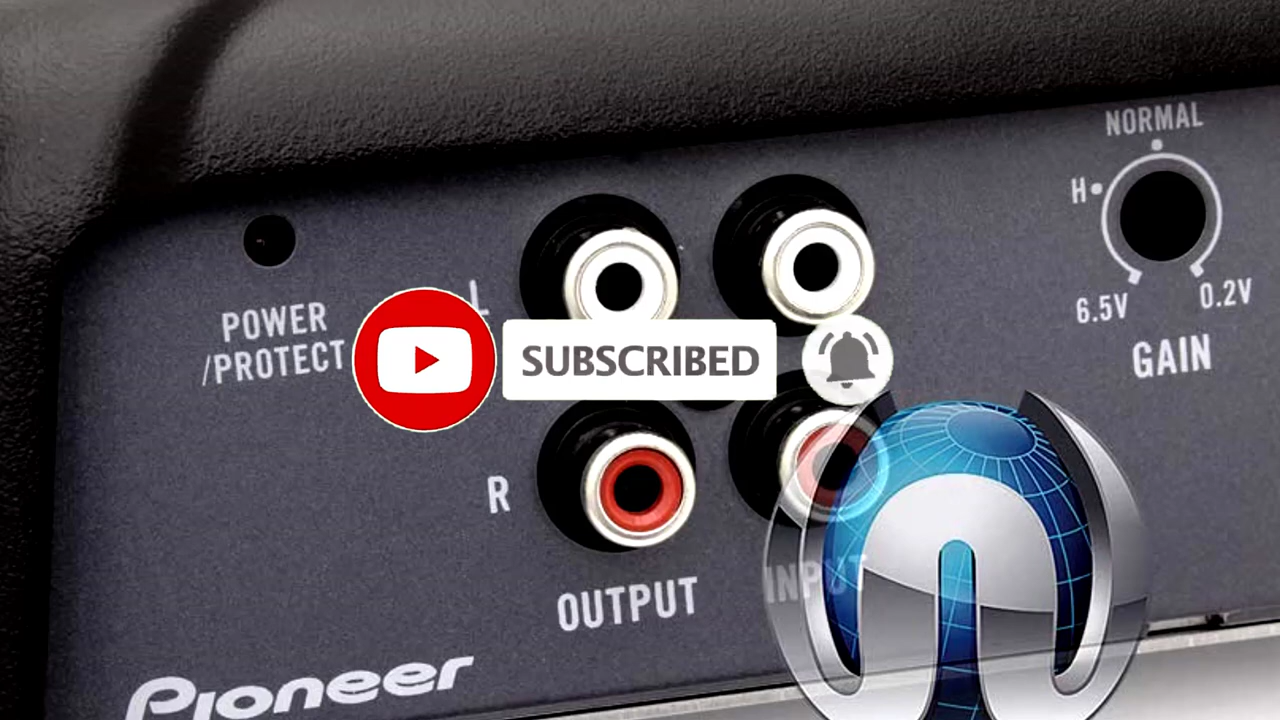 NORMAL
H
6.5V
0.2V
GAIN
POWER
/PROTECT
L
SUBSCRIBED
R
OUTPUT
INPUT
Pioneer